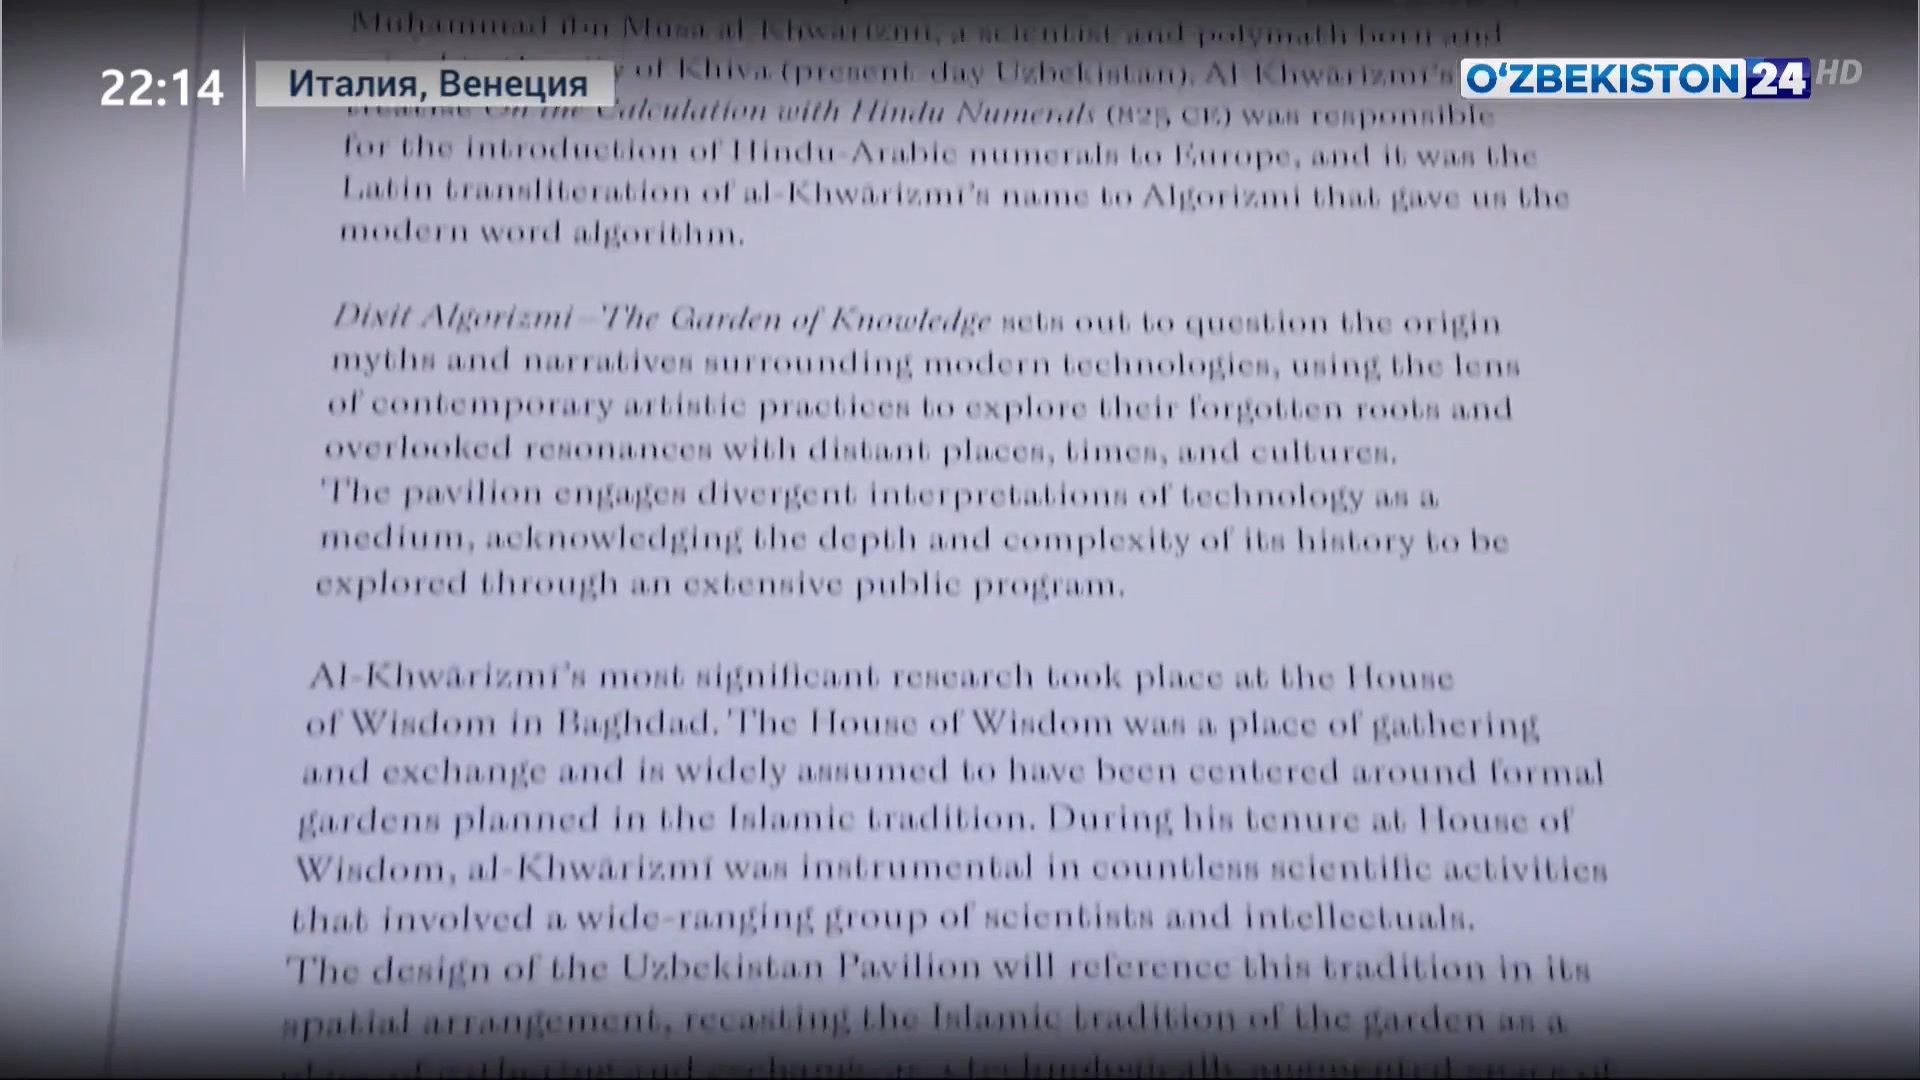 22:14
Италия, Венеция
O‘ZBEKISTON 24 HD
Muḥammad ibn Mūsā al-Khwārizmī, a scientist and polymath born and
of Khiva (present-day Uzbekistan). Al-Khwārizmī's
treatise On the Calculation with Hindu Numerals (825 CE) was responsible
for the introduction of Hindu-Arabic numerals to Europe, and it was the
Latin transliteration of al-Khwārizmī's name to Algorizmi that gave us the
modern word algorithm.
Dixit Algorizmi—The Garden of Knowledge sets out to question the origin
myths and narratives surrounding modern technologies, using the lens
of contemporary artistic practices to explore their forgotten roots and
overlooked resonances with distant places, times, and cultures.
The pavilion engages divergent interpretations of technology as a
medium, acknowledging the depth and complexity of its history to be
explored through an extensive public program.
Al-Khwārizmī's most significant research took place at the House
of Wisdom in Baghdad. The House of Wisdom was a place of gathering
and exchange and is widely assumed to have been centered around formal
gardens planned in the Islamic tradition. During his tenure at House of
Wisdom, al-Khwārizmī was instrumental in countless scientific activities
that involved a wide-ranging group of scientists and intellectuals.
The design of the Uzbekistan Pavilion will reference this tradition in its
spatial arrangement, recasting the Islamic tradition of the garden as a